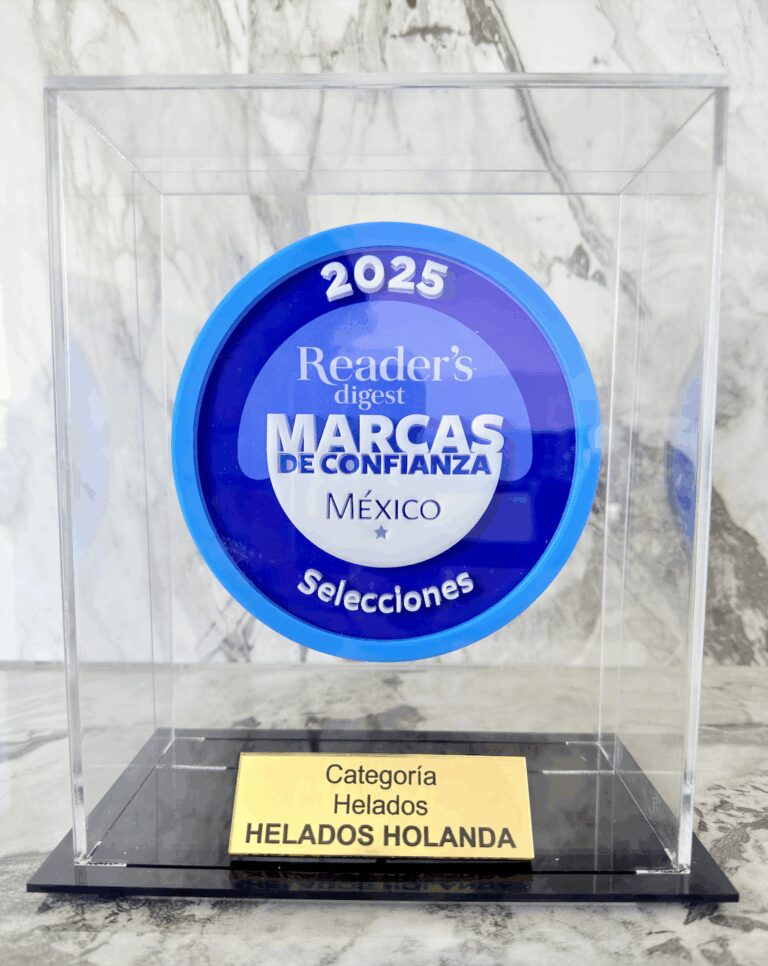 2025
Reader's
digest
MARCAS
DE CONFIANZA
MÉXICO
Selecciones
Categoría
Helados
HELADOS HOLANDA